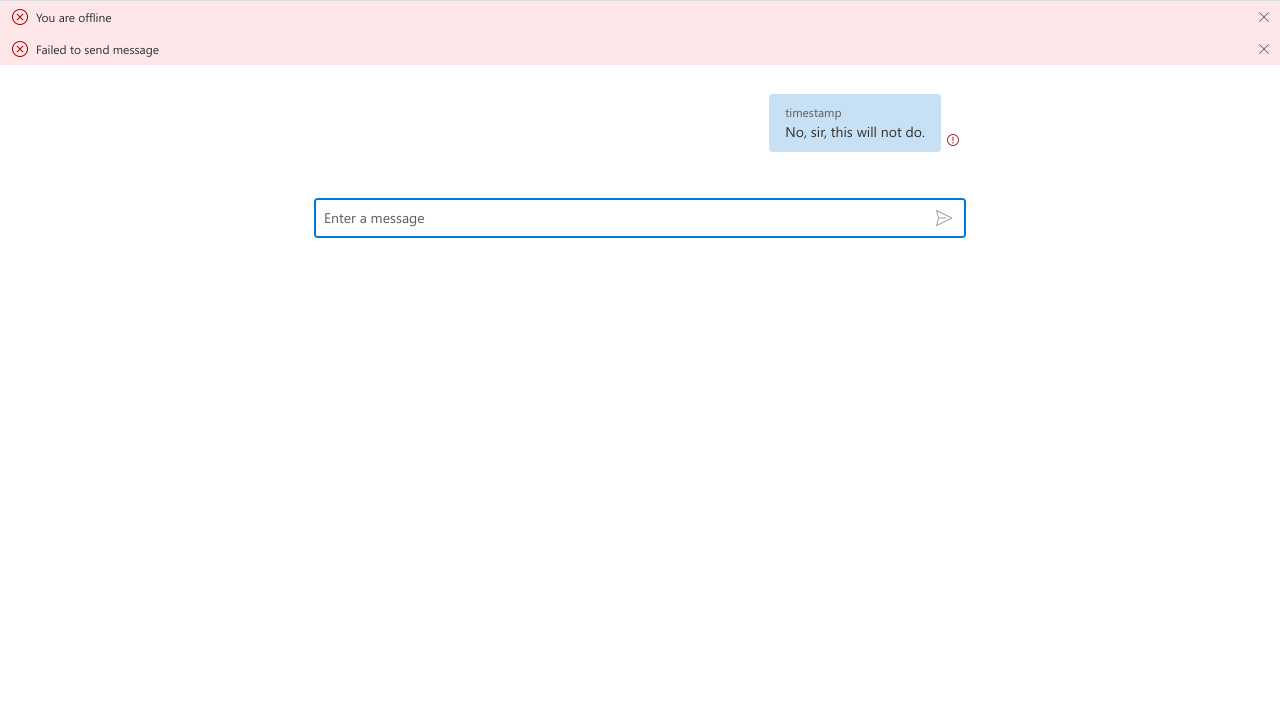 You are offline
Failed to send message
timestamp
No, sir, this will not do.
Enter a message